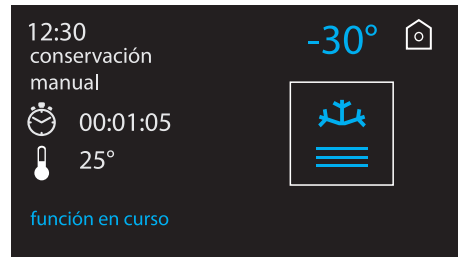 12:30
-30°
conservación
manual
00:01:05
25°
función en curso